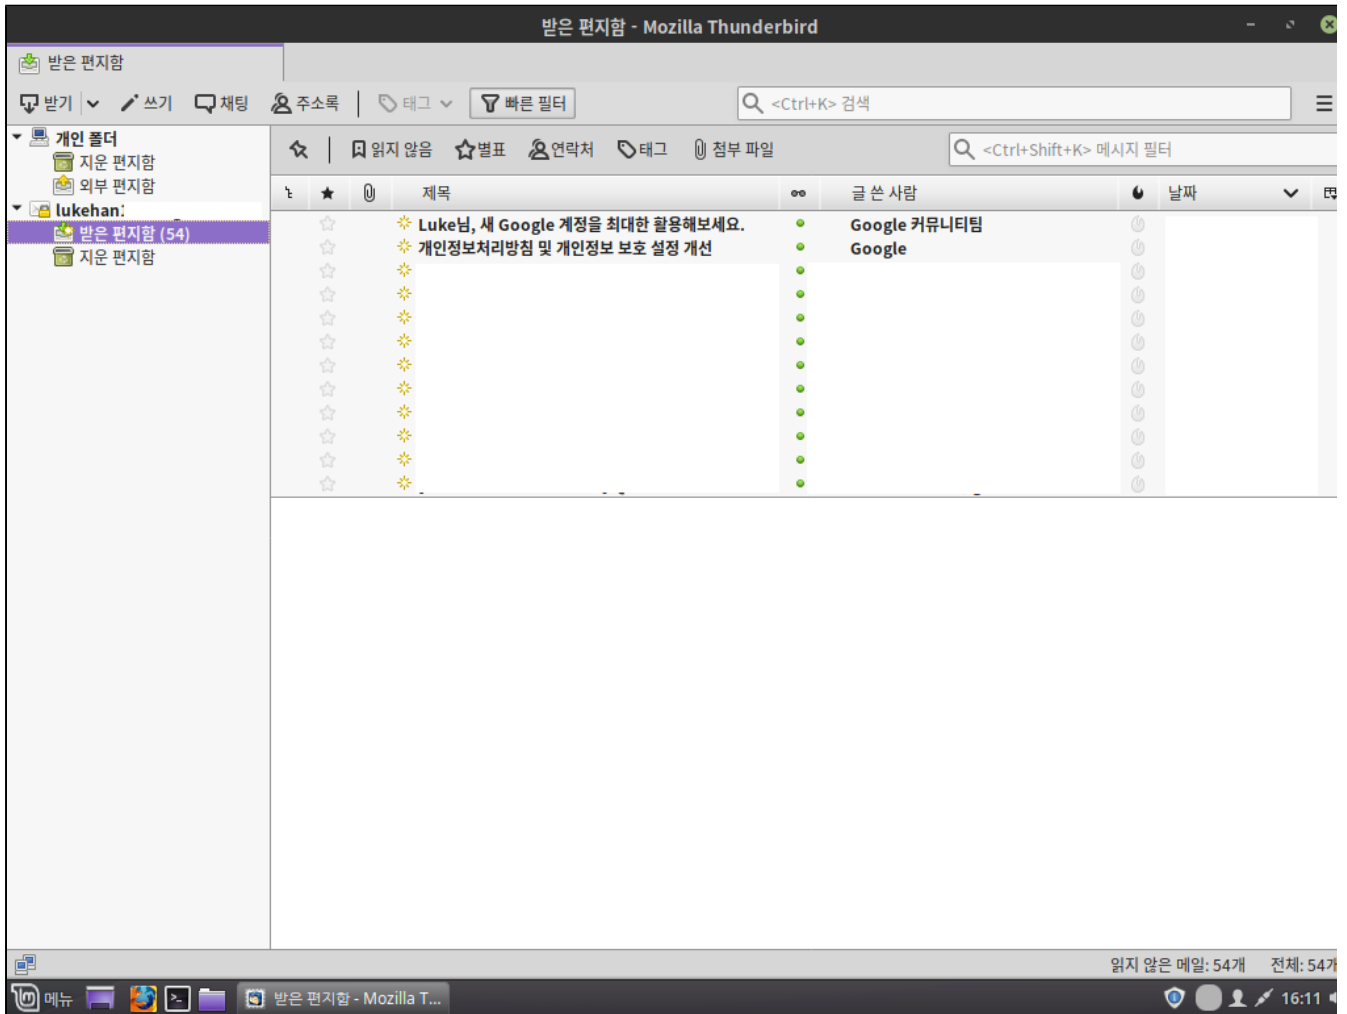 받은 편지함 - Mozilla Thunderbird
받은 편지함
받기 쓰기 채팅 주소록 태그 빠른 필터 <Ctrl+K> 검색
개인 폴더
지운 편지함
외부 편지함
lukehan
받은 편지함 (54)
지운 편지함
읽지 않음 별표 연락처 태그 첨부 파일 <Ctrl+Shift+K> 메시지 필터
제목 글 쓴 사람 날짜
Luke님, 새 Google 계정을 최대한 활용해보세요. Google 커뮤니티팀
개인정보처리방침 및 개인정보 보호 설정 개선 Google
읽지 않은 메일: 54개 전체: 54개
메뉴 받은 편지함 - Mozilla T... 16:11